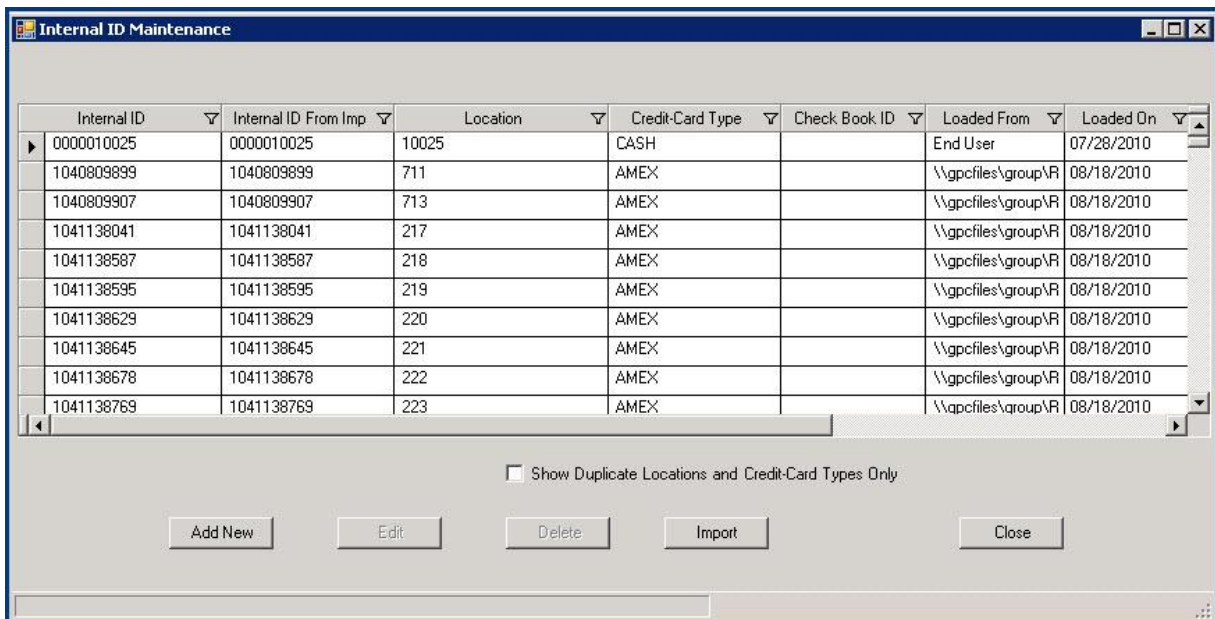 Internal ID Maintenance
Internal ID Internal ID From Imp Location Credit-Card Type Check Book ID Loaded From Loaded On
0000010025 0000010025 10025 CASH End User 07/28/2010
1040809899 1040809899 711 AMEX \\gpcfiles\group\R 08/18/2010
1040809907 1040809907 713 AMEX \\gpcfiles\group\R 08/18/2010
1041138041 1041138041 217 AMEX \\gpcfiles\group\R 08/18/2010
1041138587 1041138587 218 AMEX \\gpcfiles\group\R 08/18/2010
1041138595 1041138595 219 AMEX \\gpcfiles\group\R 08/18/2010
1041138629 1041138629 220 AMEX \\gpcfiles\group\R 08/18/2010
1041138645 1041138645 221 AMEX \\gpcfiles\group\R 08/18/2010
1041138678 1041138678 222 AMEX \\gpcfiles\group\R 08/18/2010
1041138769 1041138769 223 AMEX \\gpcfiles\group\R 08/18/2010
Show Duplicate Locations and Credit-Card Types Only
Add New Edit Delete Import Close